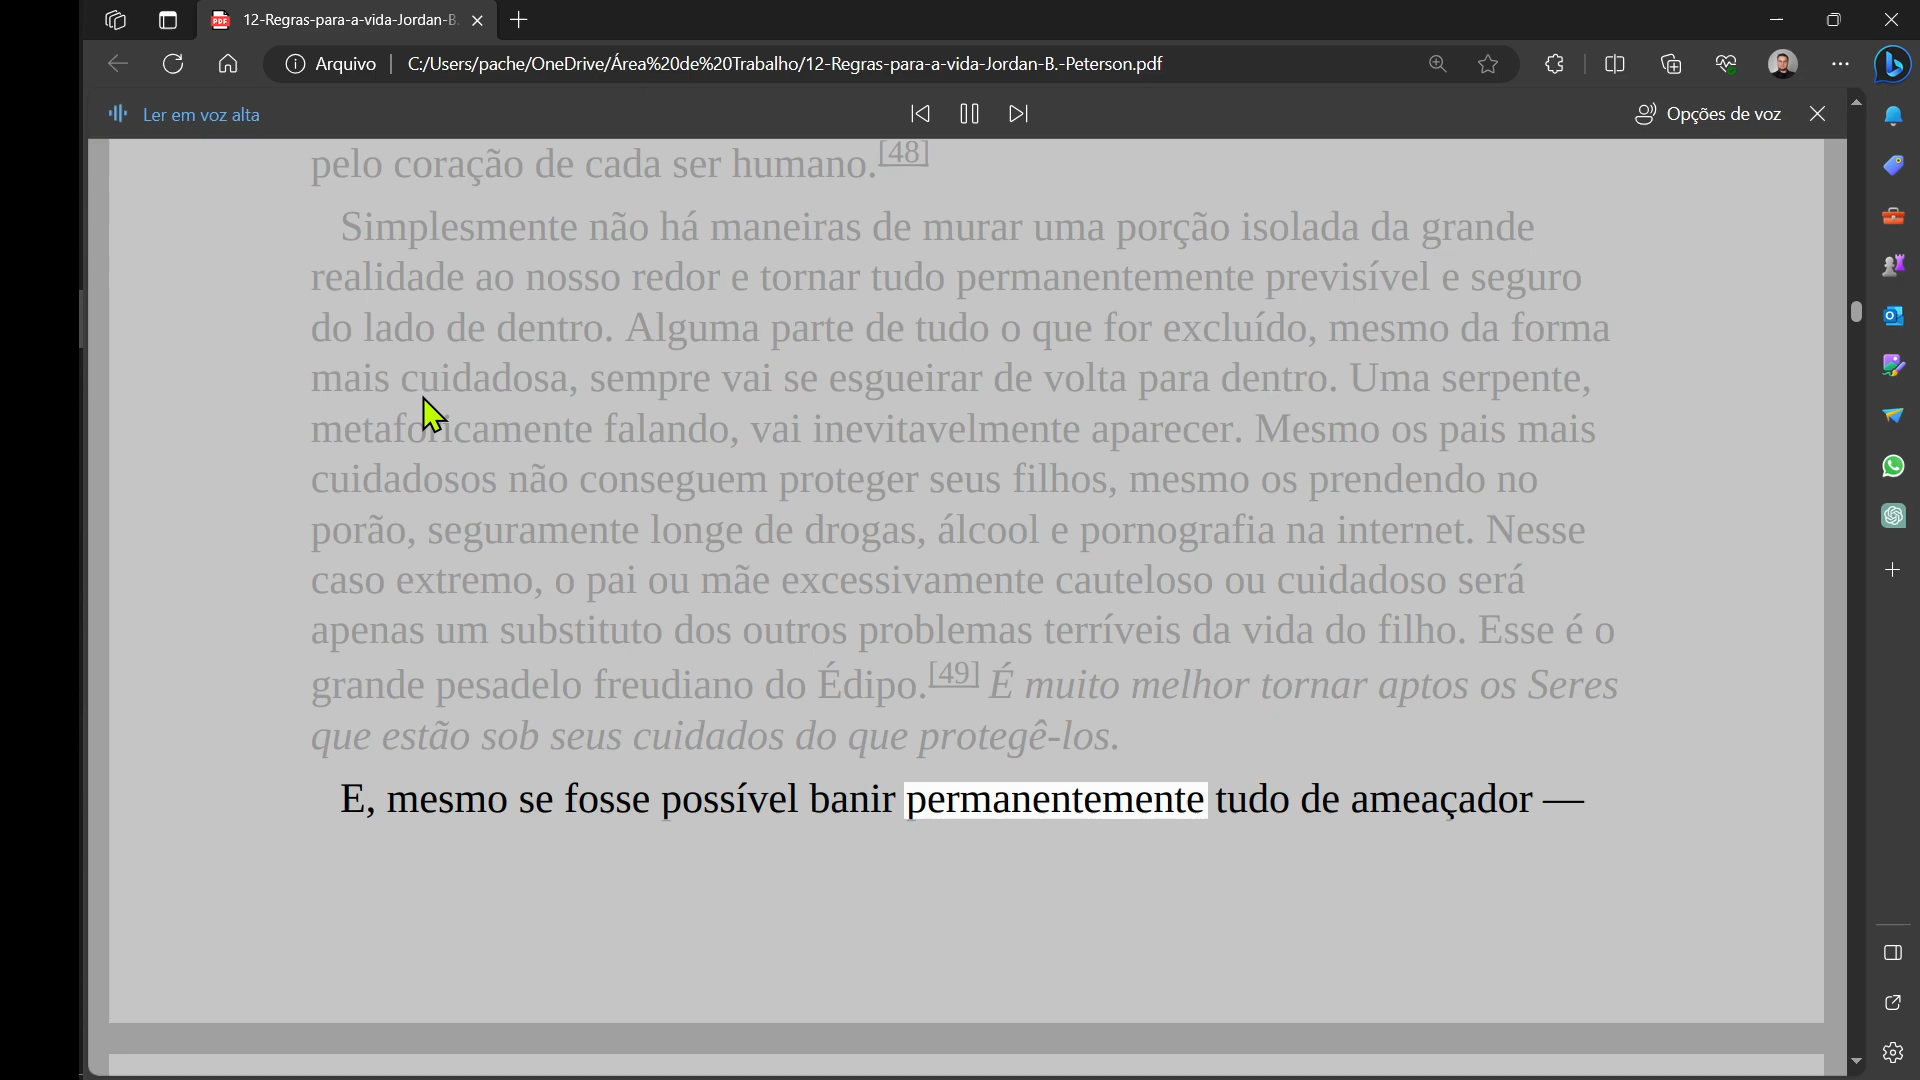 12-Regras-para-a-vida-Jordan-B.
Arquivo
C:/Users/pache/OneDrive/Área%20de%20Trabalho/12-Regras-para-a-vida-Jordan-B.-Peterson.pdf
Ler em voz alta
Opções de voz
pelo coração de cada ser humano.[48]
Simplesmente não há maneiras de murar uma porção isolada da grande
realidade ao nosso redor e tornar tudo permanentemente previsível e seguro
do lado de dentro. Alguma parte de tudo o que for excluído, mesmo da forma
mais cuidadosa, sempre vai se esgueirar de volta para dentro. Uma serpente,
metaforicamente falando, vai inevitavelmente aparecer. Mesmo os pais mais
cuidadosos não conseguem proteger seus filhos, mesmo os prendendo no
porão, seguramente longe de drogas, álcool e pornografia na internet. Nesse
caso extremo, o pai ou mãe excessivamente cauteloso ou cuidadoso será
apenas um substituto dos outros problemas terríveis da vida do filho. Esse é o
grande pesadelo freudiano do Édipo.[49] É muito melhor tornar aptos os Seres
que estão sob seus cuidados do que protegê-los.
E, mesmo se fosse possível banir permanentemente tudo de ameaçador —